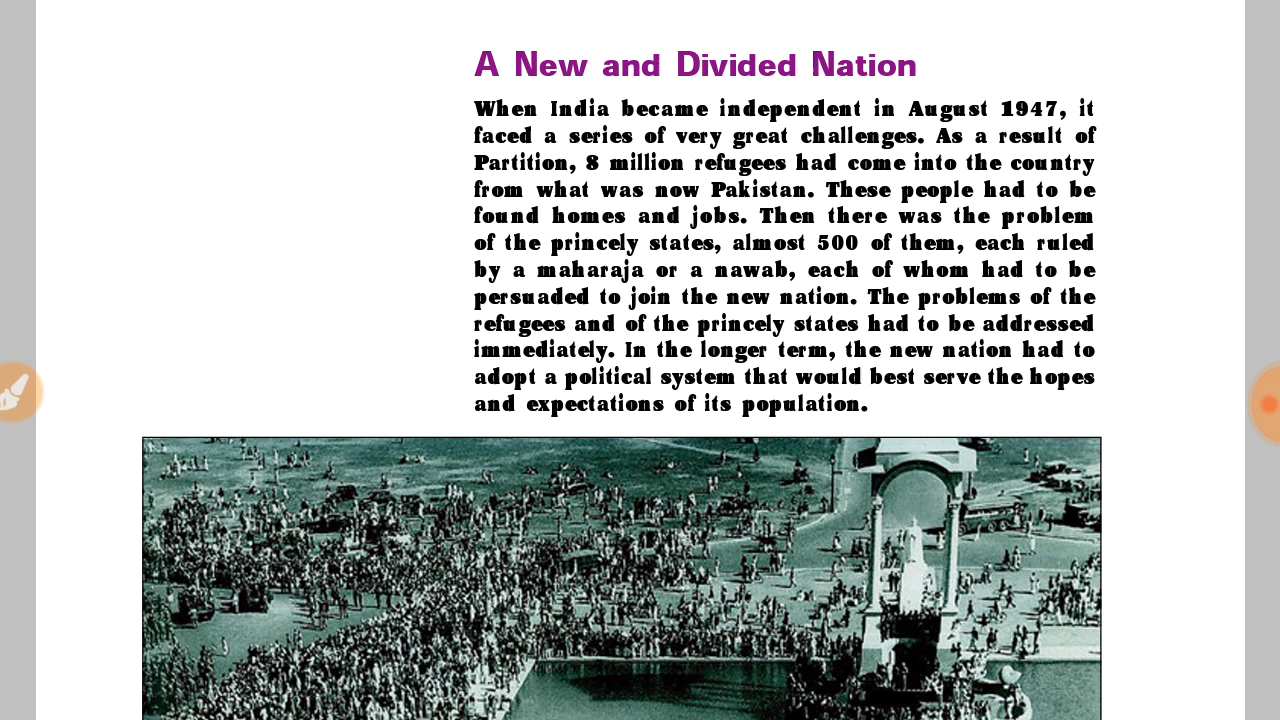 A New and Divided Nation
When India became independent in August 1947, it
faced a series of very great challenges. As a result of
Partition, 8 million refugees had come into the country
from what was now Pakistan. These people had to be
found homes and jobs. Then there was the problem
of the princely states, almost 500 of them, each ruled
by a maharaja or a nawab, each of whom had to be
persuaded to join the new nation. The problems of the
refugees and of the princely states had to be addressed
immediately. In the longer term, the new nation had to
adopt a political system that would best serve the hopes
and expectations of its population.